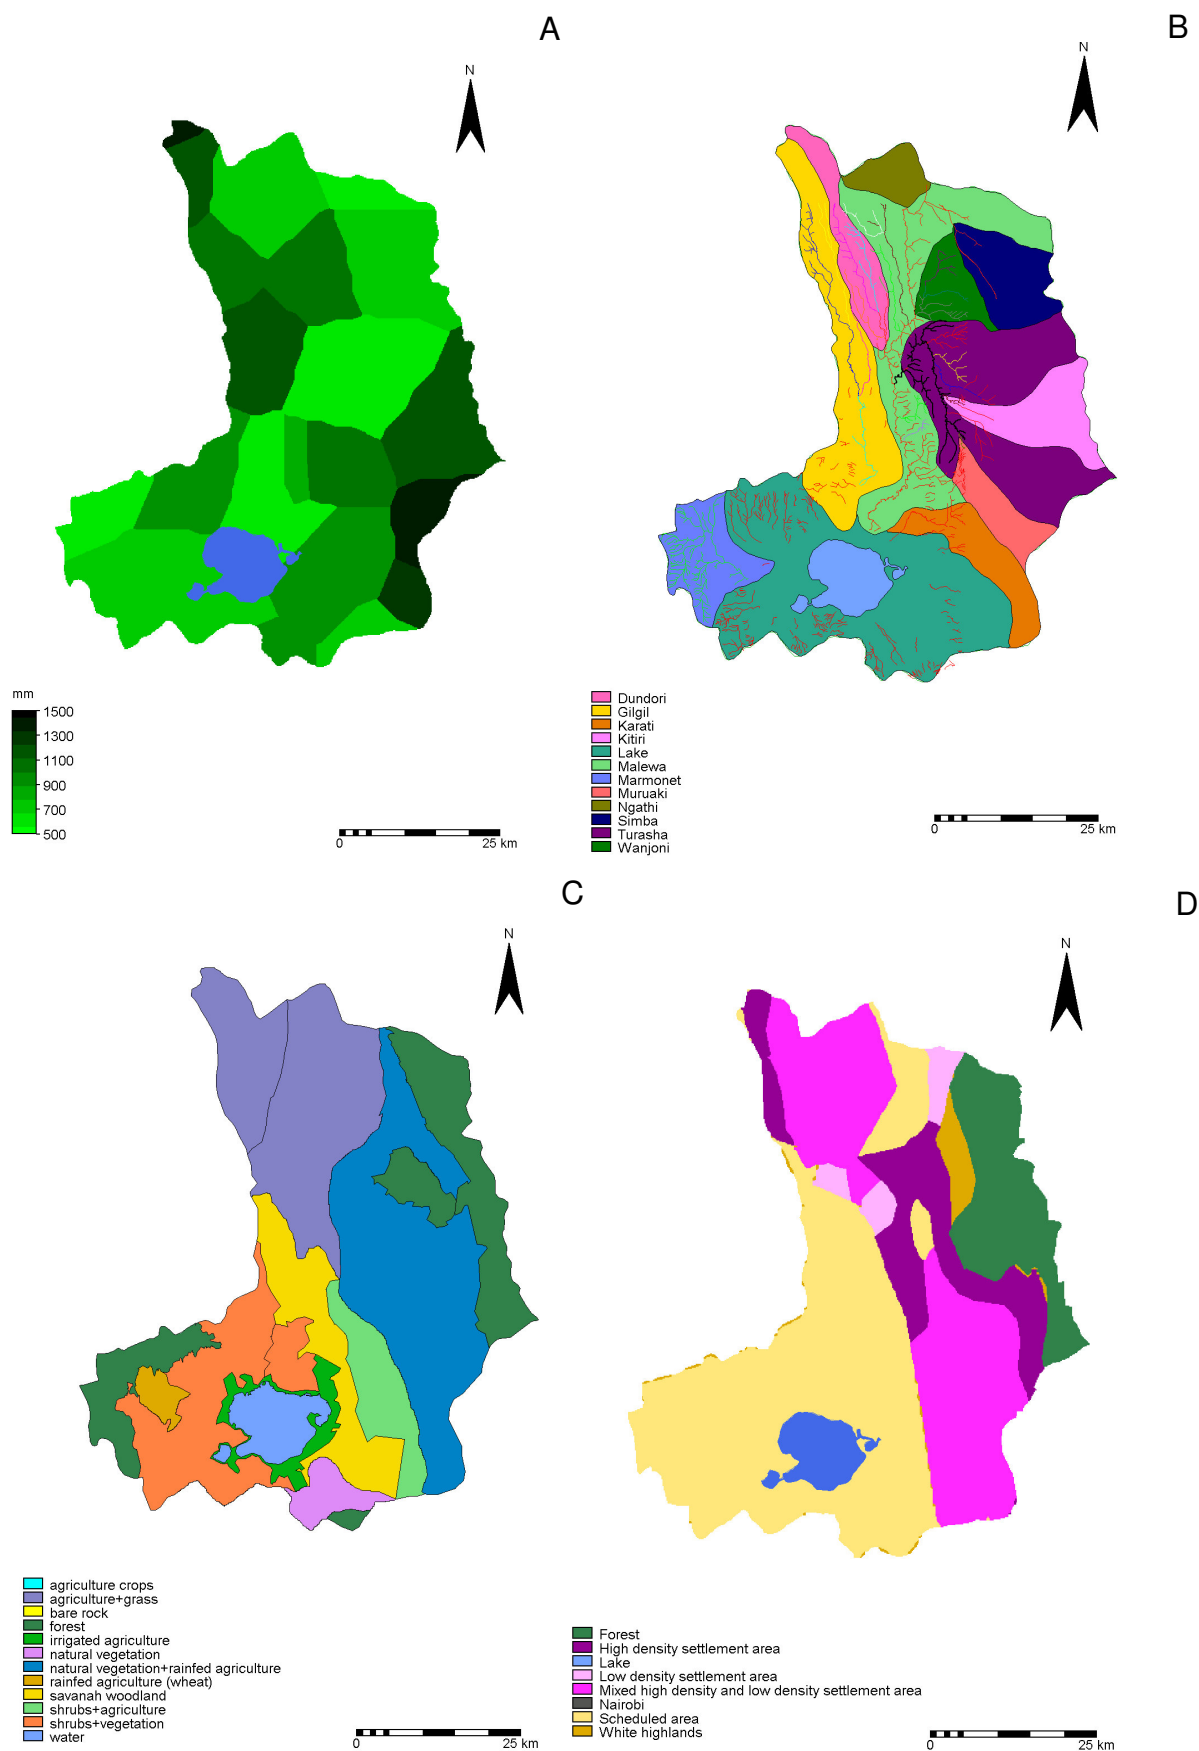 A
B
N
N
mm
1500
1300
1100
900
700
500
0
25 km
Dundori
Gilgil
Karati
Kitiri
Lake
Malewa
Marmonet
Muruaki
Ngathi
Simba
Turasha
Wanjoni
0
25 km
C
D
N
N
agriculture crops
agriculture+grass
bare rock
forest
irrigated agriculture
natural vegetation
natural vegetation+rainfed agriculture
rainfed agriculture (wheat)
savanah woodland
shrubs+agriculture
shrubs+vegetation
water
0
25 km
Forest
High density settlement area
Lake
Low density settlement area
Mixed high density and low density settlement area
Nairobi
Scheduled area
White highlands
0
25 km